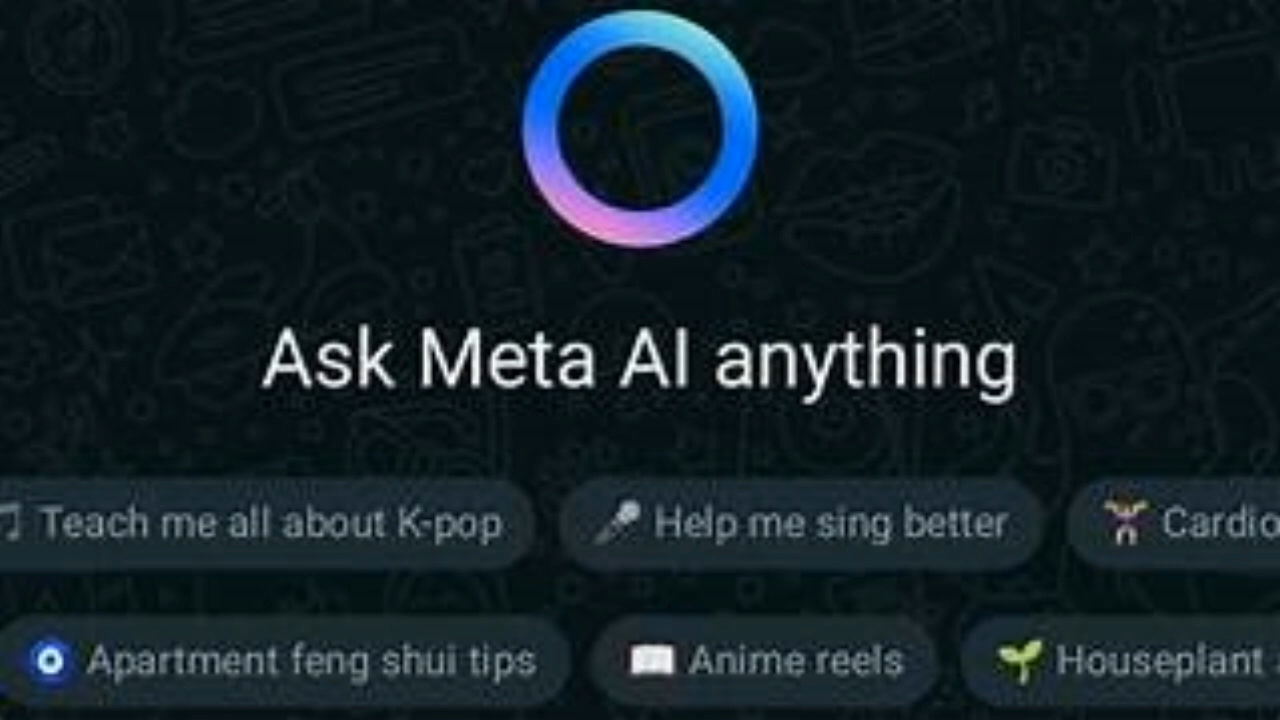 Ask Meta AI anything
Teach me all about K-pop
Help me sing better
Cardio
Apartment feng shui tips
Anime reels
Houseplant